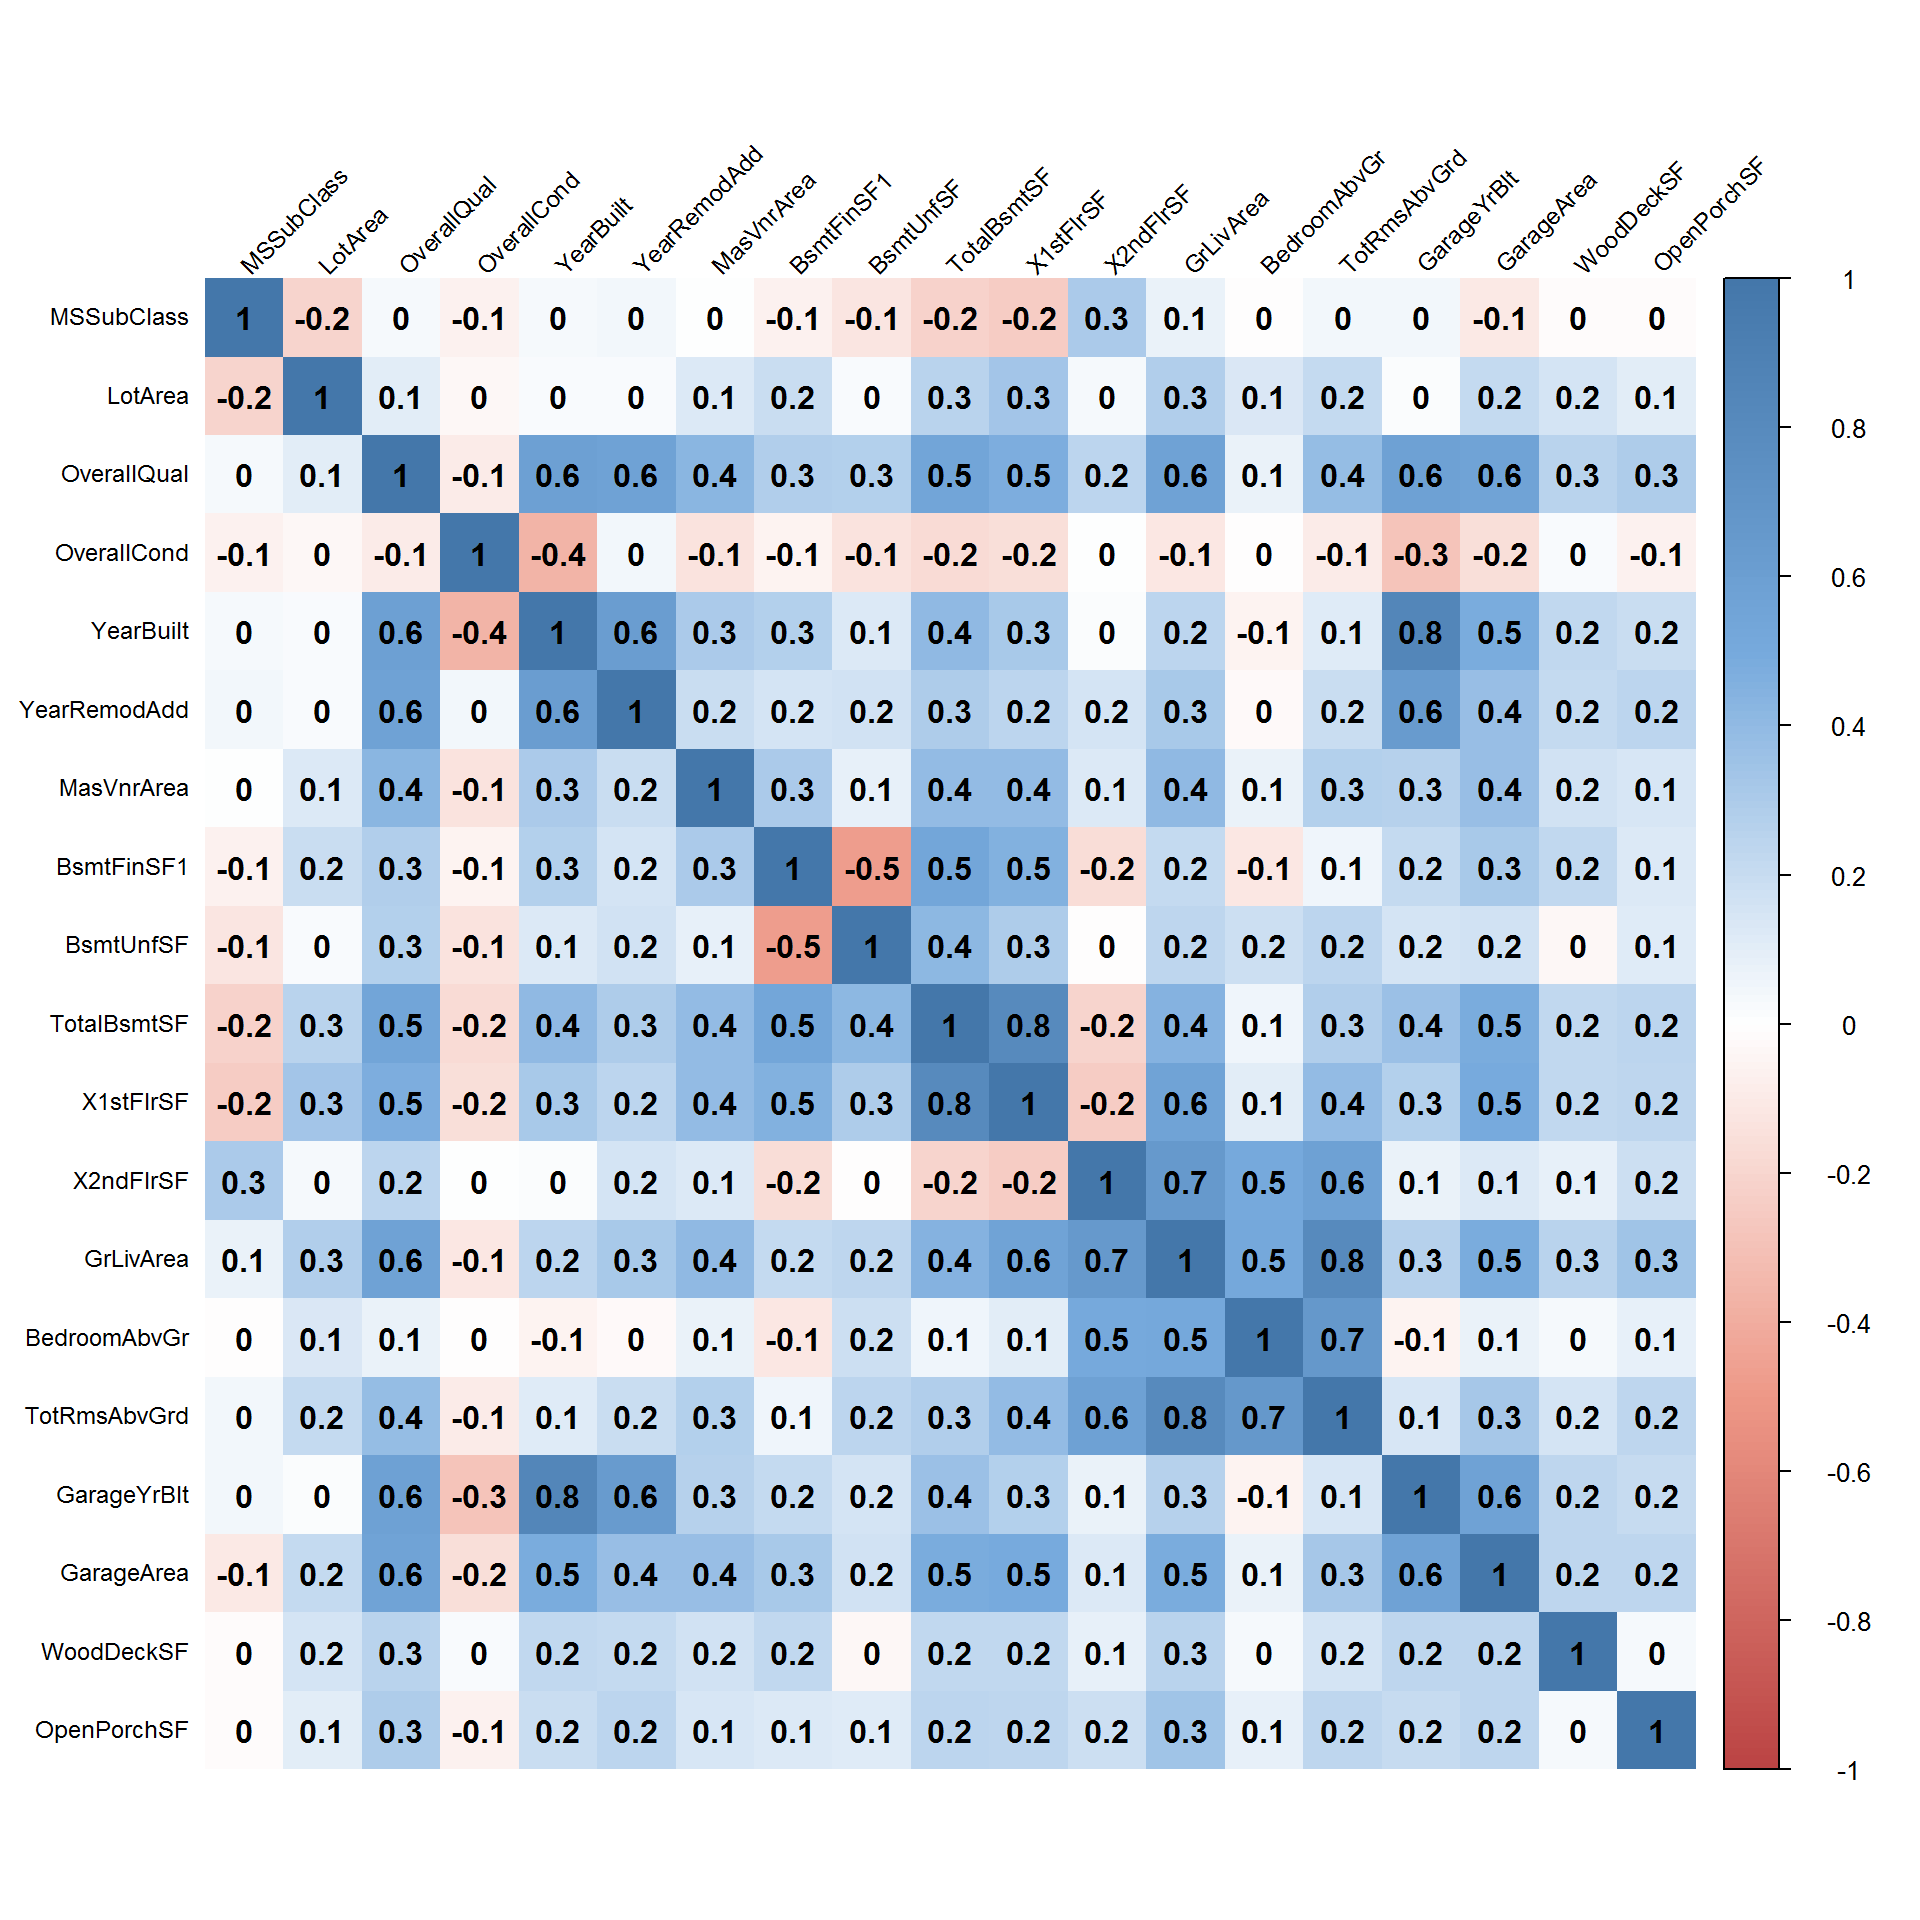 MSSubClass LotArea OverallQual OverallCond YearBuilt YearRemodAdd MasVnrArea BsmtFinSF1 BsmtUnfSF TotalBsmtSF X1stFlrSF X2ndFlrSF GrLivArea BedroomAbvGr TotRmsAbvGrd GarageYrBlt GarageArea WoodDeckSF OpenPorchSF
MSSubClass 1 -0.2 0 -0.1 0 0 0 -0.1 -0.1 -0.2 -0.2 0.3 0.1 0 0 0 -0.1 0 0
LotArea -0.2 1 0.1 0 0 0 0.1 0.2 0 0.3 0.3 0 0.3 0.1 0.2 0 0.2 0.2 0.1
OverallQual 0 0.1 1 -0.1 0.6 0.6 0.4 0.3 0.3 0.5 0.5 0.2 0.6 0.1 0.4 0.6 0.6 0.3 0.3
OverallCond -0.1 0 -0.1 1 -0.4 0 -0.1 -0.1 -0.1 -0.2 -0.2 0 -0.1 0 -0.1 -0.3 -0.2 0 -0.1
YearBuilt 0 0 0.6 -0.4 1 0.6 0.3 0.3 0.1 0.4 0.3 0 0.2 -0.1 0.1 0.8 0.5 0.2 0.2
YearRemodAdd 0 0 0.6 0 0.6 1 0.2 0.2 0.2 0.3 0.2 0.2 0.3 0 0.2 0.6 0.4 0.2 0.2
MasVnrArea 0 0.1 0.4 -0.1 0.3 0.2 1 0.3 0.1 0.4 0.4 0.1 0.4 0.1 0.3 0.3 0.4 0.2 0.1
BsmtFinSF1 -0.1 0.2 0.3 -0.1 0.3 0.2 0.3 1 -0.5 0.5 0.5 -0.2 0.2 -0.1 0.1 0.2 0.3 0.2 0.1
BsmtUnfSF -0.1 0 0.3 -0.1 0.1 0.2 0.1 -0.5 1 0.4 0.3 0 0.2 0.2 0.2 0.2 0.2 0 0.1
TotalBsmtSF -0.2 0.3 0.5 -0.2 0.4 0.3 0.4 0.5 0.4 1 0.8 -0.2 0.4 0.1 0.3 0.4 0.5 0.2 0.2
X1stFlrSF -0.2 0.3 0.5 -0.2 0.3 0.2 0.4 0.5 0.3 0.8 1 -0.2 0.6 0.1 0.4 0.3 0.5 0.2 0.2
X2ndFlrSF 0.3 0 0.2 0 0 0.2 0.1 -0.2 0 -0.2 -0.2 1 0.7 0.5 0.6 0.1 0.1 0.1 0.2
GrLivArea 0.1 0.3 0.6 -0.1 0.2 0.3 0.4 0.2 0.2 0.4 0.6 0.7 1 0.5 0.8 0.3 0.5 0.3 0.3
BedroomAbvGr 0 0.1 0.1 0 -0.1 0 0.1 -0.1 0.2 0.1 0.1 0.5 0.5 1 0.7 -0.1 0.1 0 0.1
TotRmsAbvGrd 0 0.2 0.4 -0.1 0.1 0.2 0.3 0.1 0.2 0.3 0.4 0.6 0.8 0.7 1 0.1 0.3 0.2 0.2
GarageYrBlt 0 0 0.6 -0.3 0.8 0.6 0.3 0.2 0.2 0.4 0.3 0.1 0.3 -0.1 0.1 1 0.6 0.2 0.2
GarageArea -0.1 0.2 0.6 -0.2 0.5 0.4 0.4 0.3 0.2 0.5 0.5 0.1 0.5 0.1 0.3 0.6 1 0.2 0.2
WoodDeckSF 0 0.2 0.3 0 0.2 0.2 0.2 0.2 0 0.2 0.2 0.1 0.3 0 0.2 0.2 0.2 1 0
OpenPorchSF 0 0.1 0.3 -0.1 0.2 0.2 0.1 0.1 0.1 0.2 0.2 0.2 0.3 0.1 0.2 0.2 0.2 0 1
1
0.8
0.6
0.4
0.2
0
-0.2
-0.4
-0.6
-0.8
-1